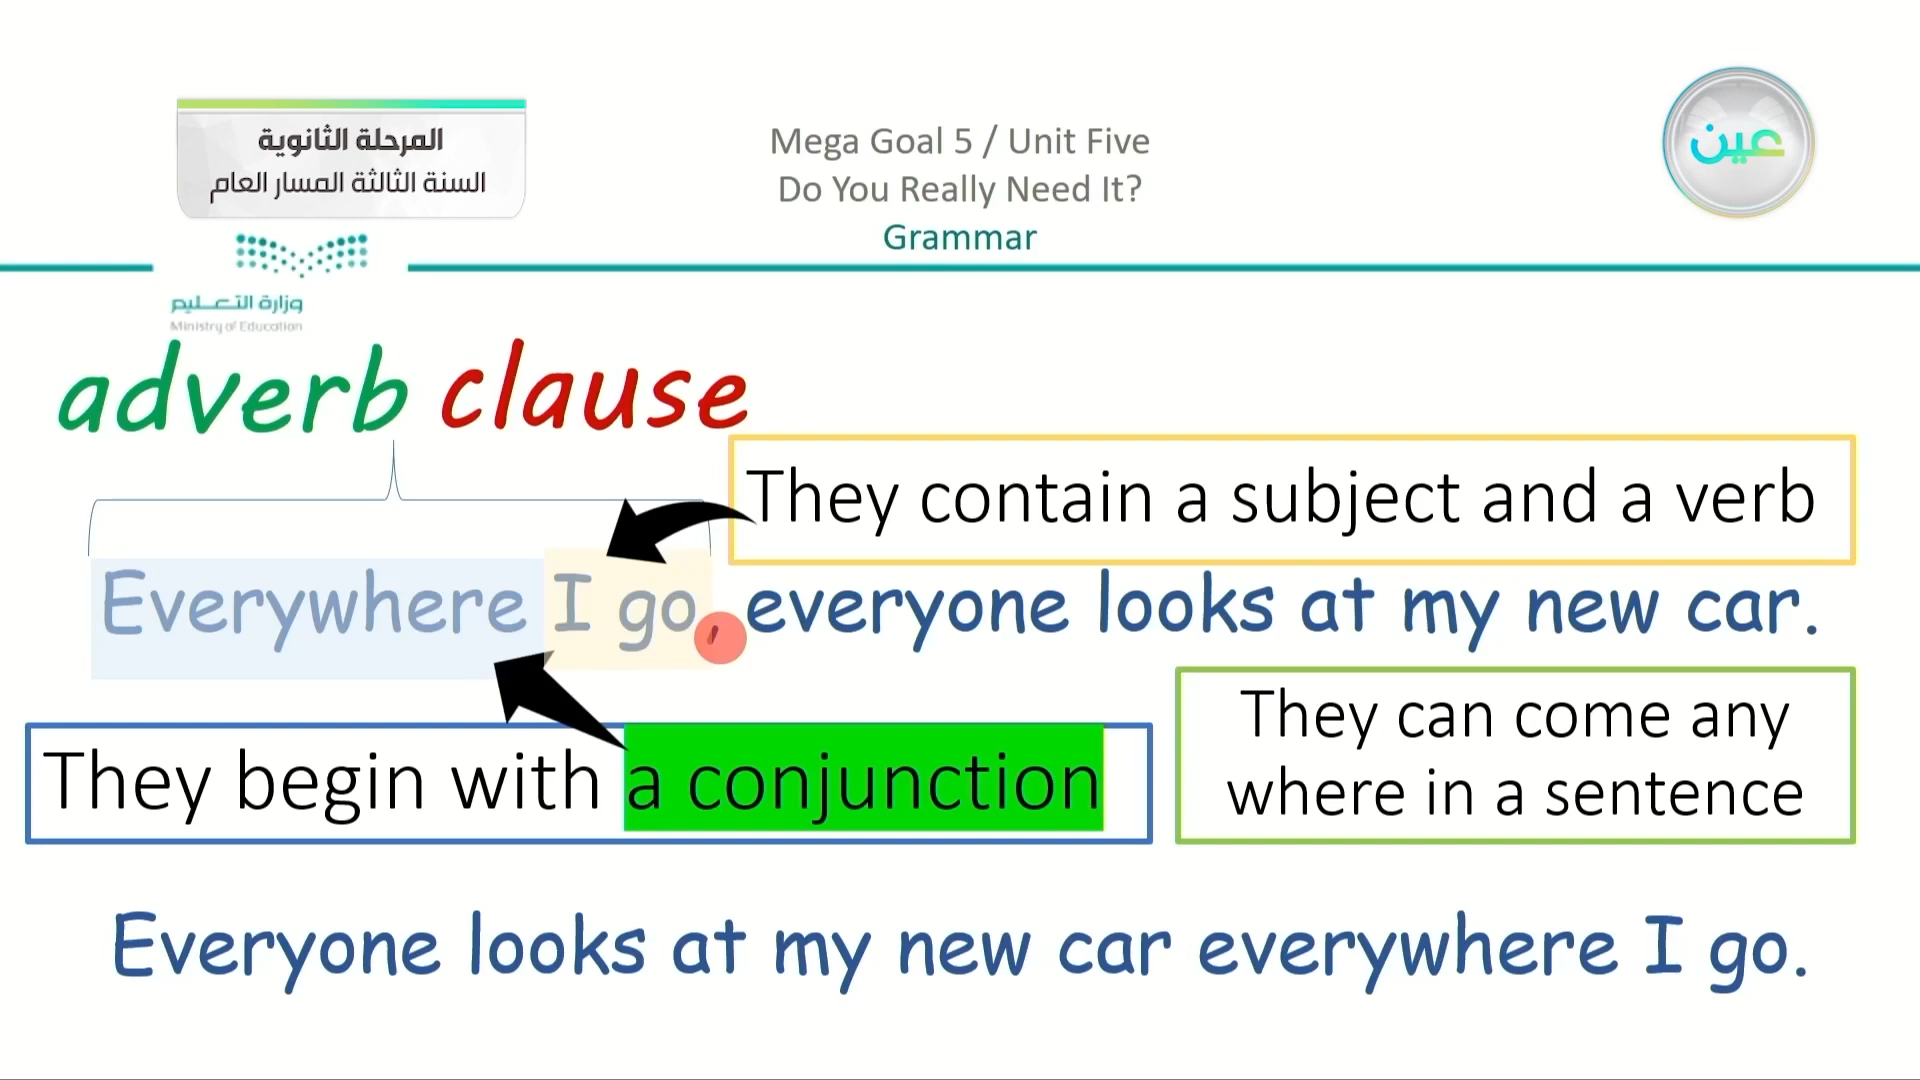 المرحلة الثانوية
السنة الثالثة المسار العام
Mega Goal 5 / Unit Five
Do You Really Need It?
Grammar
عين
وزارة التعليم
Ministry of Education
adverb clause
They contain a subject and a verb
Everywhere I go, everyone looks at my new car.
They begin with a conjunction
They can come any
where in a sentence
Everyone looks at my new car everywhere I go.